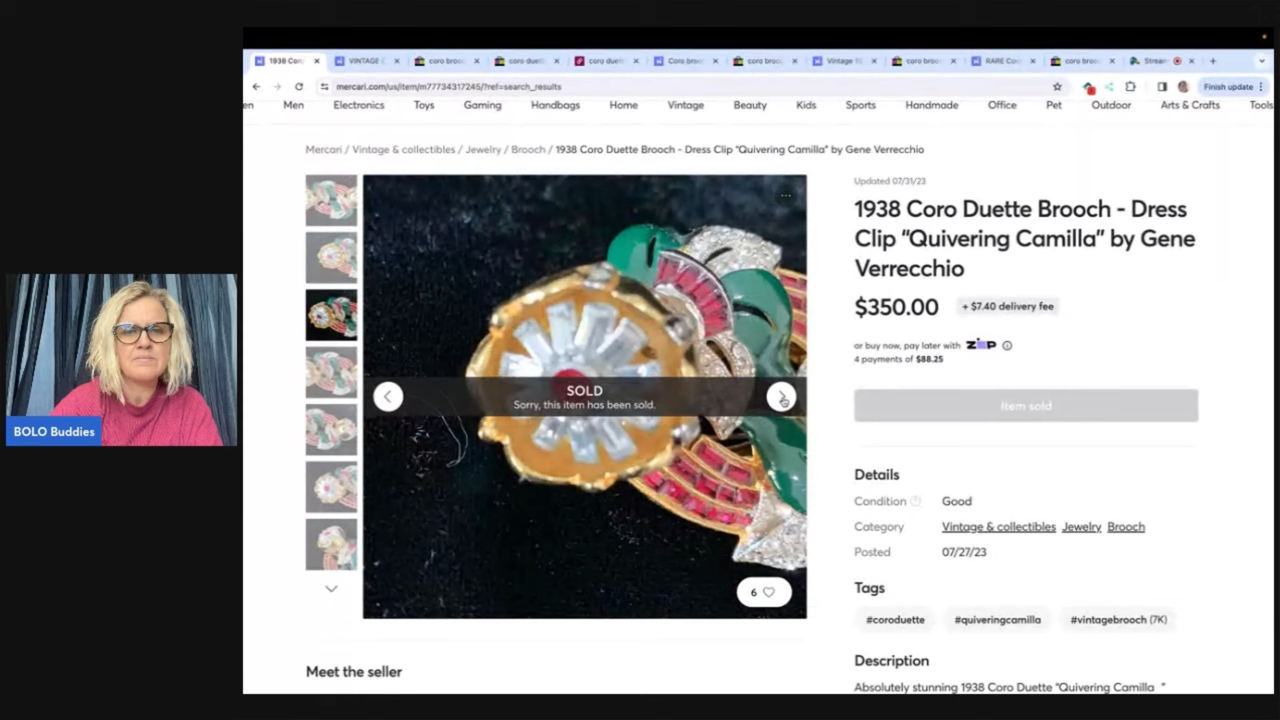 1938 Coro
VINTAGE
coro broo
coro duet
coro duet
Coro broo
coro broo
Vintage 1
coro broo
RARE Cor
coro broo
Stream
mercari.com/us/item/m77734317245/?ref=search_results
Finish update
en Men Electronics Toys Gaming Handbags Home Vintage Beauty Kids Sports Handmade Office Pet Outdoor Arts & Crafts Tools
Mercari / Vintage & collectibles / Jewelry / Brooch / 1938 Coro Duette Brooch - Dress Clip "Quivering Camilla" by Gene Verrecchio
Updated 07/31/23
1938 Coro Duette Brooch - Dress
Clip "Quivering Camilla" by Gene
Verrecchio
$350.00 + $7.40 delivery fee
or buy now, pay later with ZIP
4 payments of $88.25
SOLD
Sorry, this item has been sold.
Item sold
BOLO Buddies
Details
Condition Good
Category Vintage & collectibles Jewelry Brooch
Posted 07/27/23
6
Tags
#coroduette #quiveringcamilla #vintagebrooch (7K)
Description
Meet the seller
Absolutely stunning 1938 Coro Duette "Quivering Camilla "